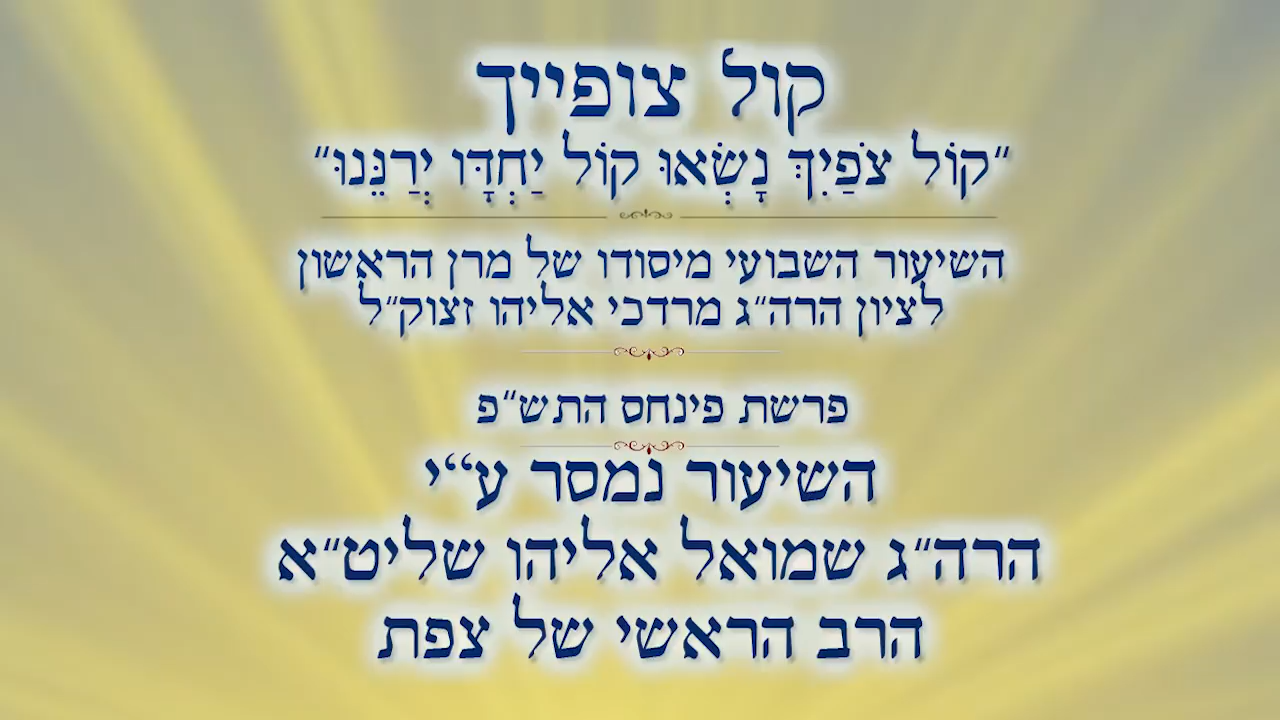 קול צופייך
"קוֹל צֹפַיִךְ נָשְׂאוּ קוֹל יַחְדָּו יְרַנֵּנוּ"
השיעור השבועי מיסודו של מרן הראשון
לציון הרה"ג מרדכי אליהו זצוק"ל
פרשת פינחס התש"פ
השיעור נמסר ע"י
הרה"ג שמואל אליהו שליט"א
הרב הראשי של צפת